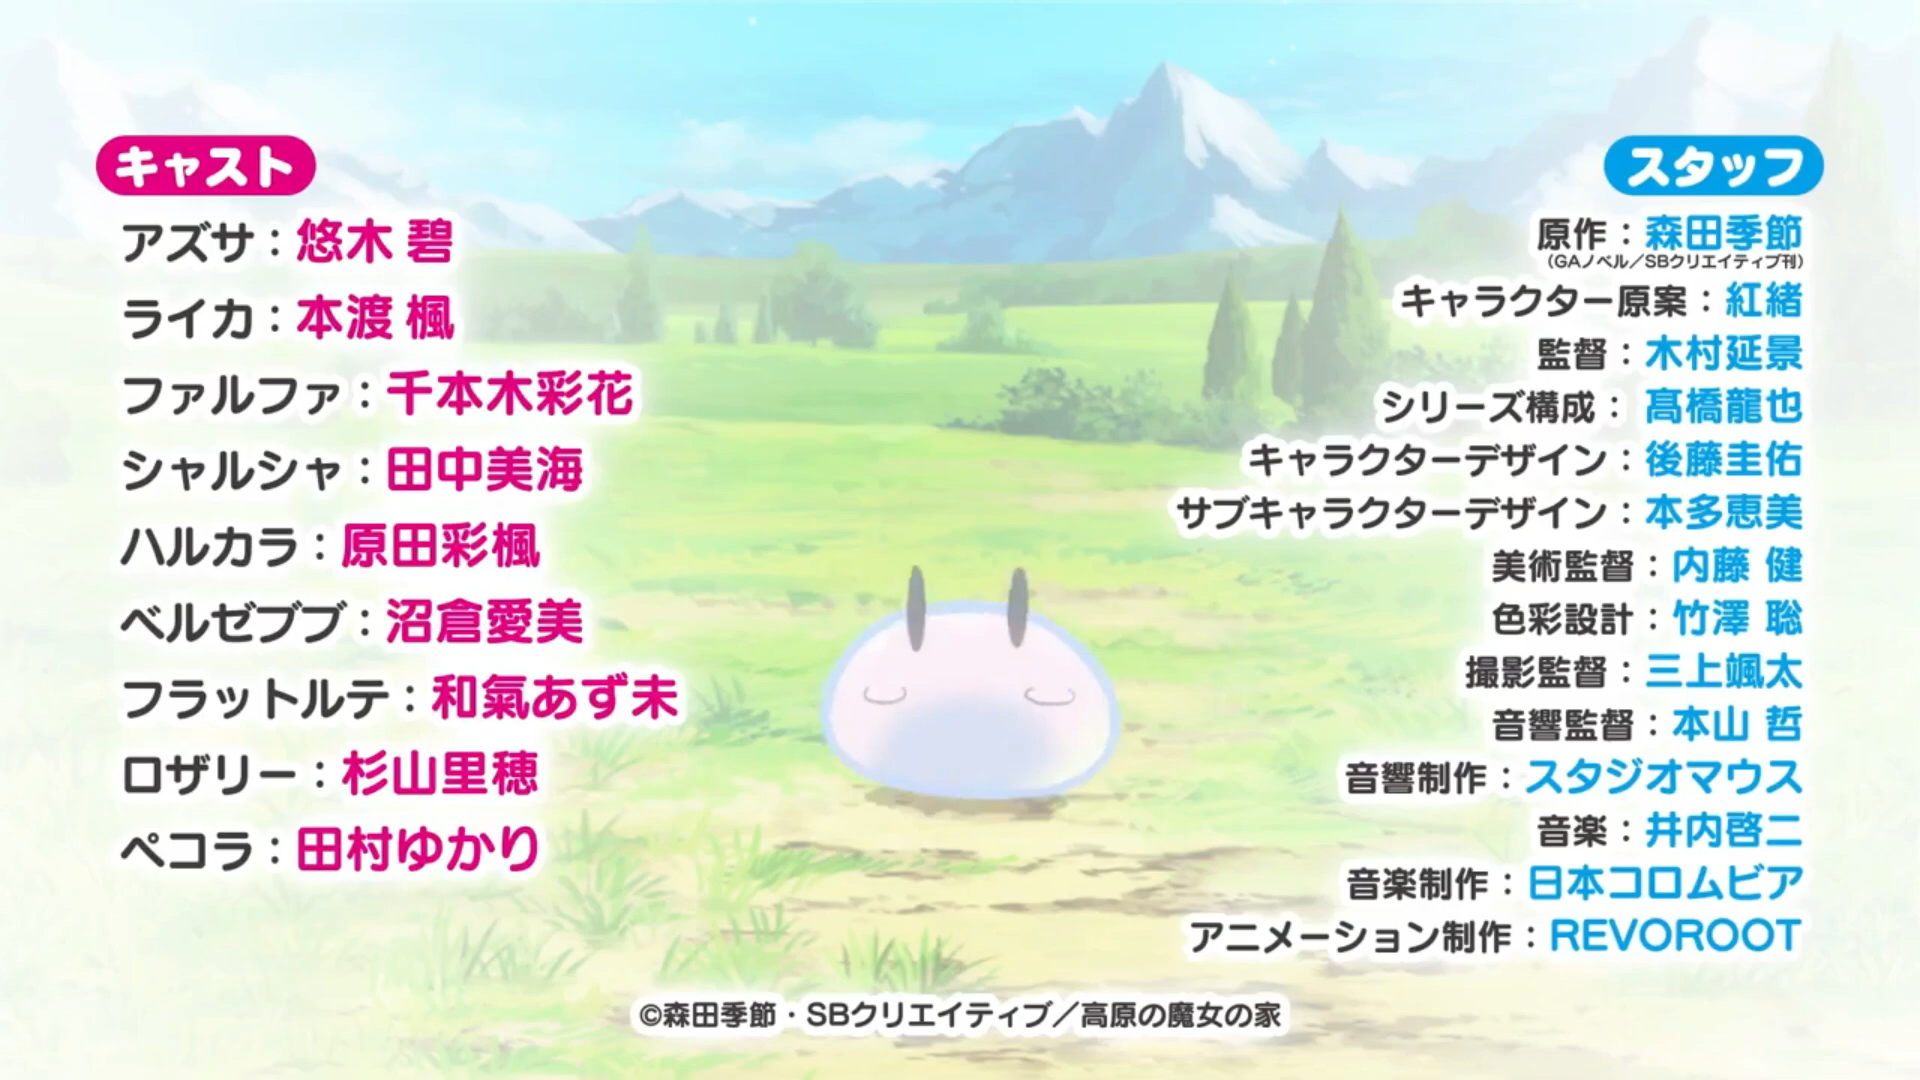 キャスト
アズサ：悠木 碧
ライカ：本渡 楓
ファルファ：千本木彩花
シャルシャ：田中美海
ハルカラ：原田彩楓
ベルゼブブ：沼倉愛美
フラットルテ：和氣あず未
ロザリー：杉山里穂
ペコラ：田村ゆかり
スタッフ
原作：森田季節
（GAノベル／SBクリエイティブ刊）
キャラクター原案：紅緒
監督：木村延景
シリーズ構成：髙橋龍也
キャラクターデザイン：後藤圭佑
サブキャラクターデザイン：本多恵美
美術監督：内藤 健
色彩設計：竹澤 聡
撮影監督：三上颯太
音響監督：本山 哲
音響制作：スタジオマウス
音楽：井内啓二
音楽制作：日本コロムビア
アニメーション制作：REVOROOT
©森田季節・SBクリエイティブ／高原の魔女の家